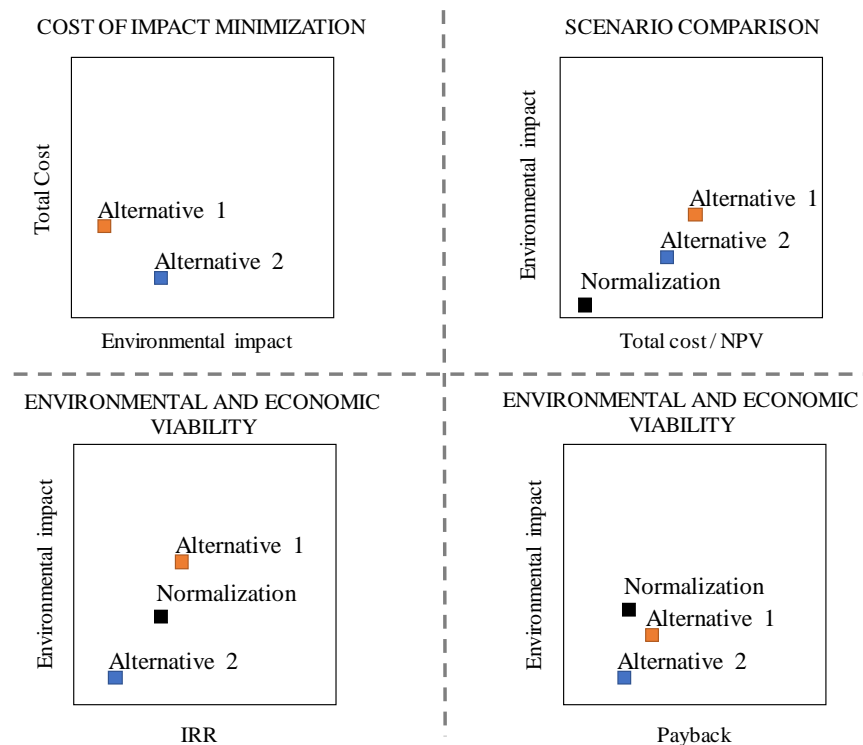 COST OF IMPACT MINIMIZATION
Total Cost
Alternative 1
Alternative 2
Environmental impact
SCENARIO COMPARISON
Environmental impact
Alternative 1
Alternative 2
Normalization
Total cost / NPV
ENVIRONMENTAL AND ECONOMIC
VIABILITY
Environmental impact
Alternative 1
Normalization
Alternative 2
IRR
ENVIRONMENTAL AND ECONOMIC
VIABILITY
Environmental impact
Normalization
Alternative 1
Alternative 2
Payback